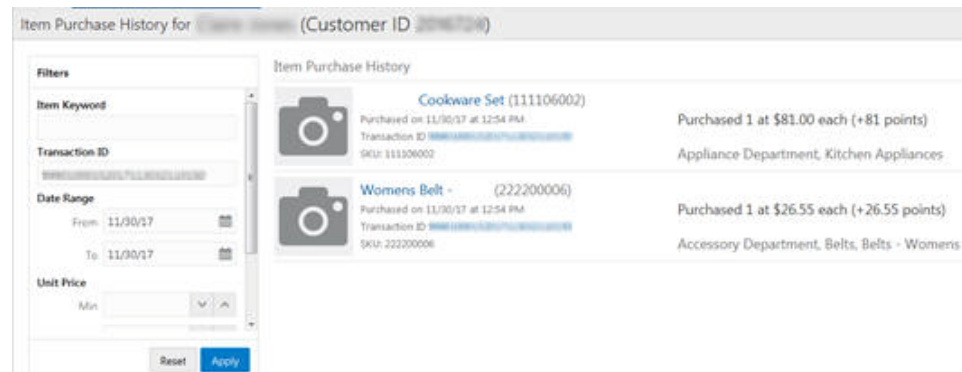 Item Purchase History for (Customer ID )
Filters
Item Keyword
Transaction ID
Date Range
From 11/30/17
To 11/30/17
Unit Price
Min
Reset Apply
Item Purchase History
Cookware Set (111106002)
Purchased on 11/30/17 at 12:54 PM
Transaction ID
SKU: 111106002
Purchased 1 at $81.00 each (+81 points)
Appliance Department, Kitchen Appliances
Womens Belt - (222200006)
Purchased on 11/30/17 at 12:54 PM
Transaction ID
SKU: 222200006
Purchased 1 at $26.55 each (+26.55 points)
Accessory Department, Belts, Belts - Womens